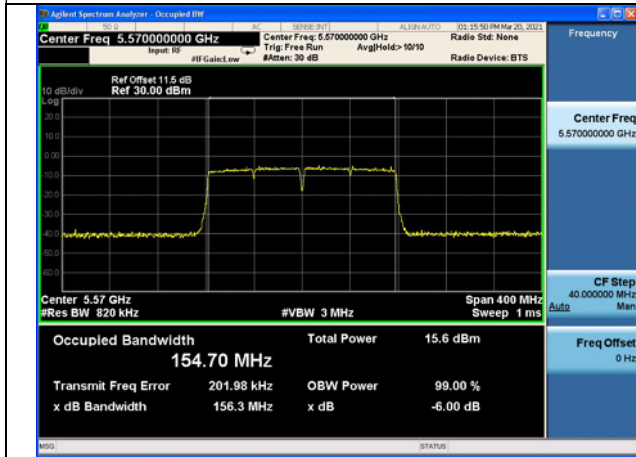 Agilent Spectrum Analyzer - Occupied BW
50 Ω AC SENSE:INT ALIGN AUTO 01:15:50 PM Mar 20, 2021
Center Freq 5.570000000 GHz
Center Freq: 5.570000000 GHz
Radio Std: None
Input: RF
Trig: Free Run
Avg|Hold:> 10/10
#IFGain:Low
#Atten: 30 dB
Radio Device: BTS
Ref Offset 11.5 dB
10 dB/div
Ref 30.00 dBm
Log
20.0
10.0
0.00
-10.0
-20.0
-30.0
-40.0
-50.0
-60.0
Center 5.57 GHz
Span 400 MHz
#Res BW 820 kHz
#VBW 3 MHz
Sweep 1 ms
Occupied Bandwidth
Total Power
15.6 dBm
154.70 MHz
Transmit Freq Error
201.98 kHz
OBW Power
99.00 %
x dB Bandwidth
156.3 MHz
x dB
-6.00 dB
MSG
STATUS
Frequency
Center Freq
5.570000000 GHz
CF Step
40.000000 MHz
Auto Man
Freq Offset
0 Hz